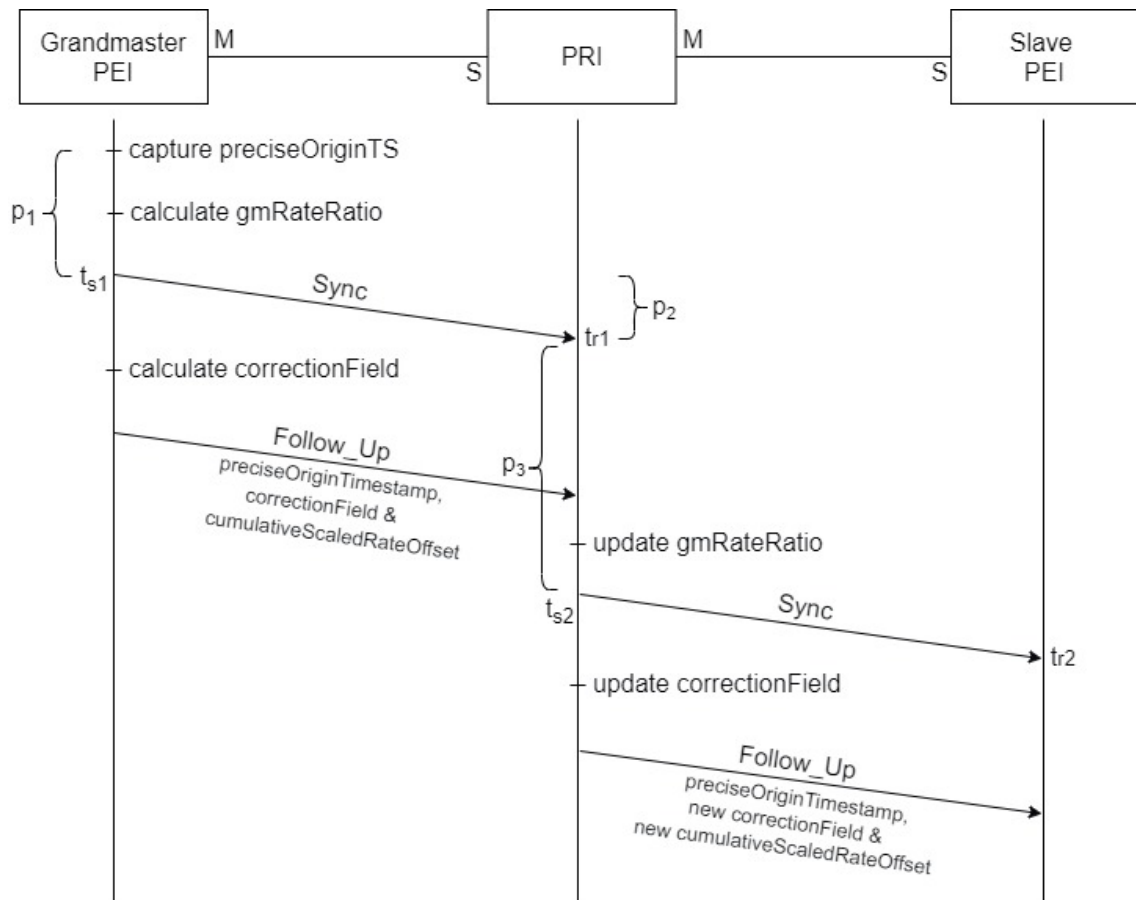 Grandmaster
PEI
M
S
PRI
M
S
Slave
PEI
capture preciseOriginTS
p1
calculate gmRateRatio
ts1
Sync
p2
tr1
calculate correctionField
Follow_Up
preciseOriginTimestamp,
correctionField &
cumulativeScaledRateOffset
p3
update gmRateRatio
ts2
Sync
tr2
update correctionField
Follow_Up
preciseOriginTimestamp,
new correctionField &
new cumulativeScaledRateOffset